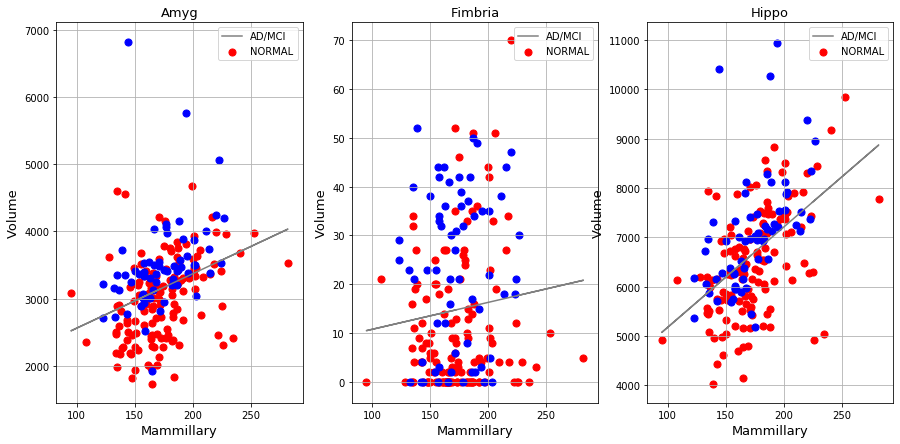 Amyg
Fimbria
Hippo
AD/MCI
NORMAL
AD/MCI
NORMAL
AD/MCI
NORMAL
Volume
7000
6000
5000
4000
3000
2000
100
150
200
250
Mammillary
Volume
70
60
50
40
30
20
10
0
100
150
200
250
Mammillary
Volume
11000
10000
9000
8000
7000
6000
5000
4000
100
150
200
250
Mammillary